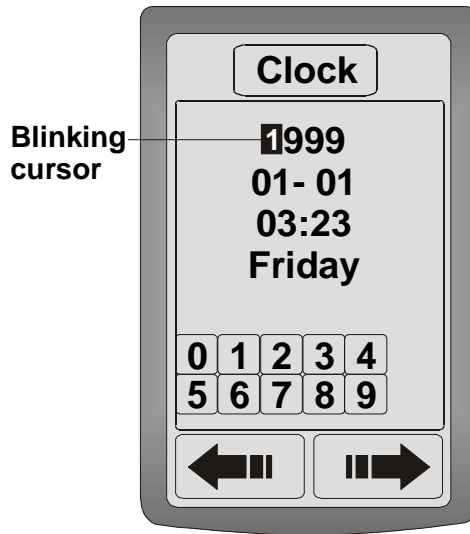 Clock
Blinking
cursor
1999
01- 01
03:23
Friday
0 1 2 3 4
5 6 7 8 9